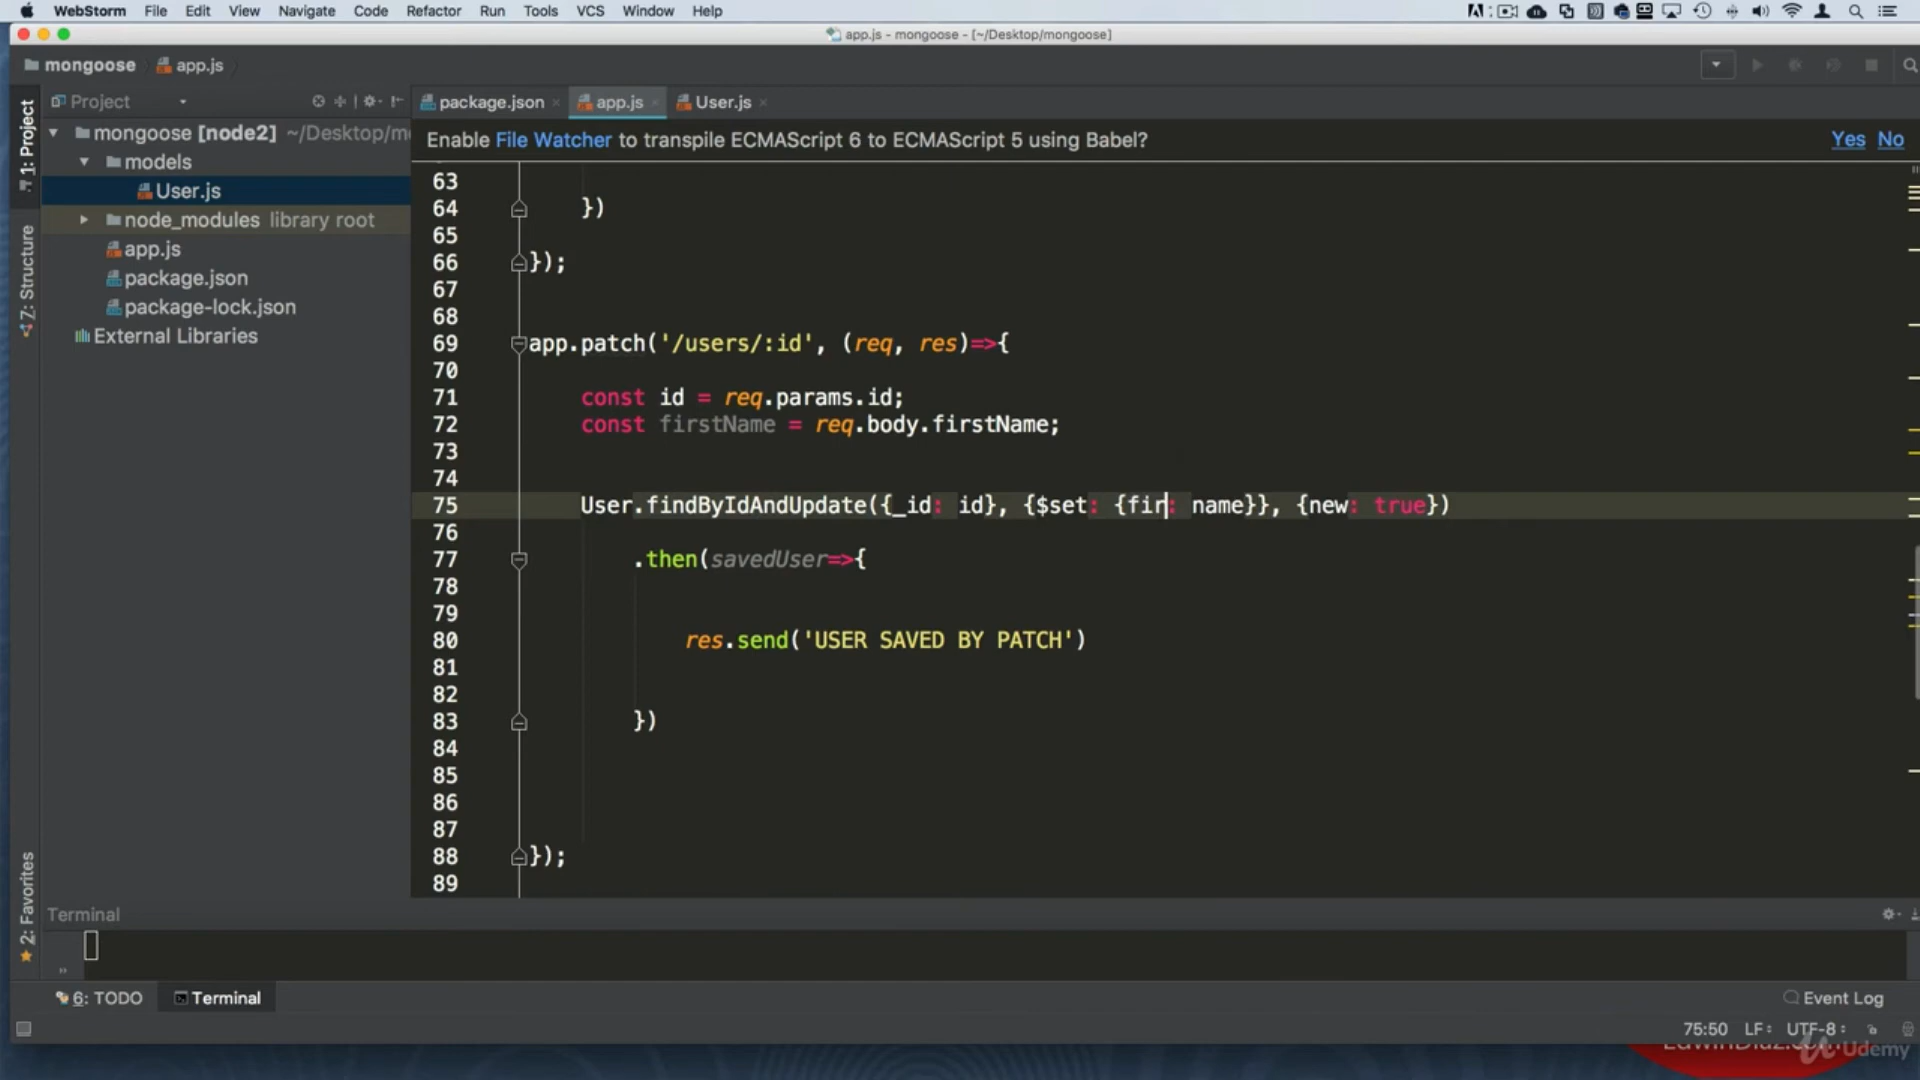 WebStorm File Edit View Navigate Code Refactor Run Tools VCS Window Help
app.js - mongoose - [~/Desktop/mongoose]
mongoose app.js
1: Project
Z: Structure
2: Favorites
Project
mongoose [node2] ~/Desktop/mo
models
User.js
node_modules library root
app.js
package.json
package-lock.json
External Libraries
package.json app.js User.js
Enable File Watcher to transpile ECMAScript 6 to ECMAScript 5 using Babel? Yes No
63
64 })
65
66 });
67
68
69 app.patch('/users/:id', (req, res)=>{
70
71 const id = req.params.id;
72 const firstName = req.body.firstName;
73
74
75 User.findByIdAndUpdate({_id: id}, {$set: {fir: name}}, {new: true})
76
77 .then(savedUser=>{
78
79
80 res.send('USER SAVED BY PATCH')
81
82
83 })
84
85
86
87
88 });
89
Terminal
6: TODO Terminal Event Log
75:50 LF: UTF-8:
Udemy